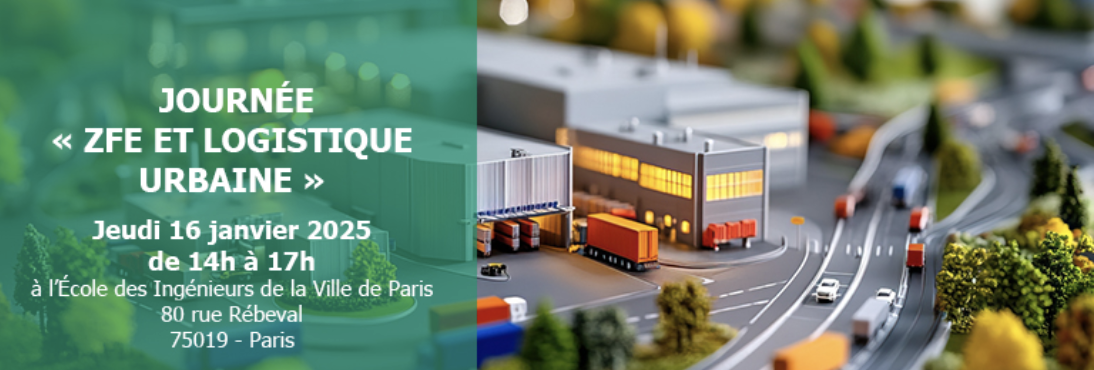 JOURNÉE
« ZFE ET LOGISTIQUE
URBAINE »
Jeudi 16 janvier 2025
de 14h à 17h
à l'École des Ingénieurs de la Ville de Paris
80 rue Rébeval
75019 - Paris